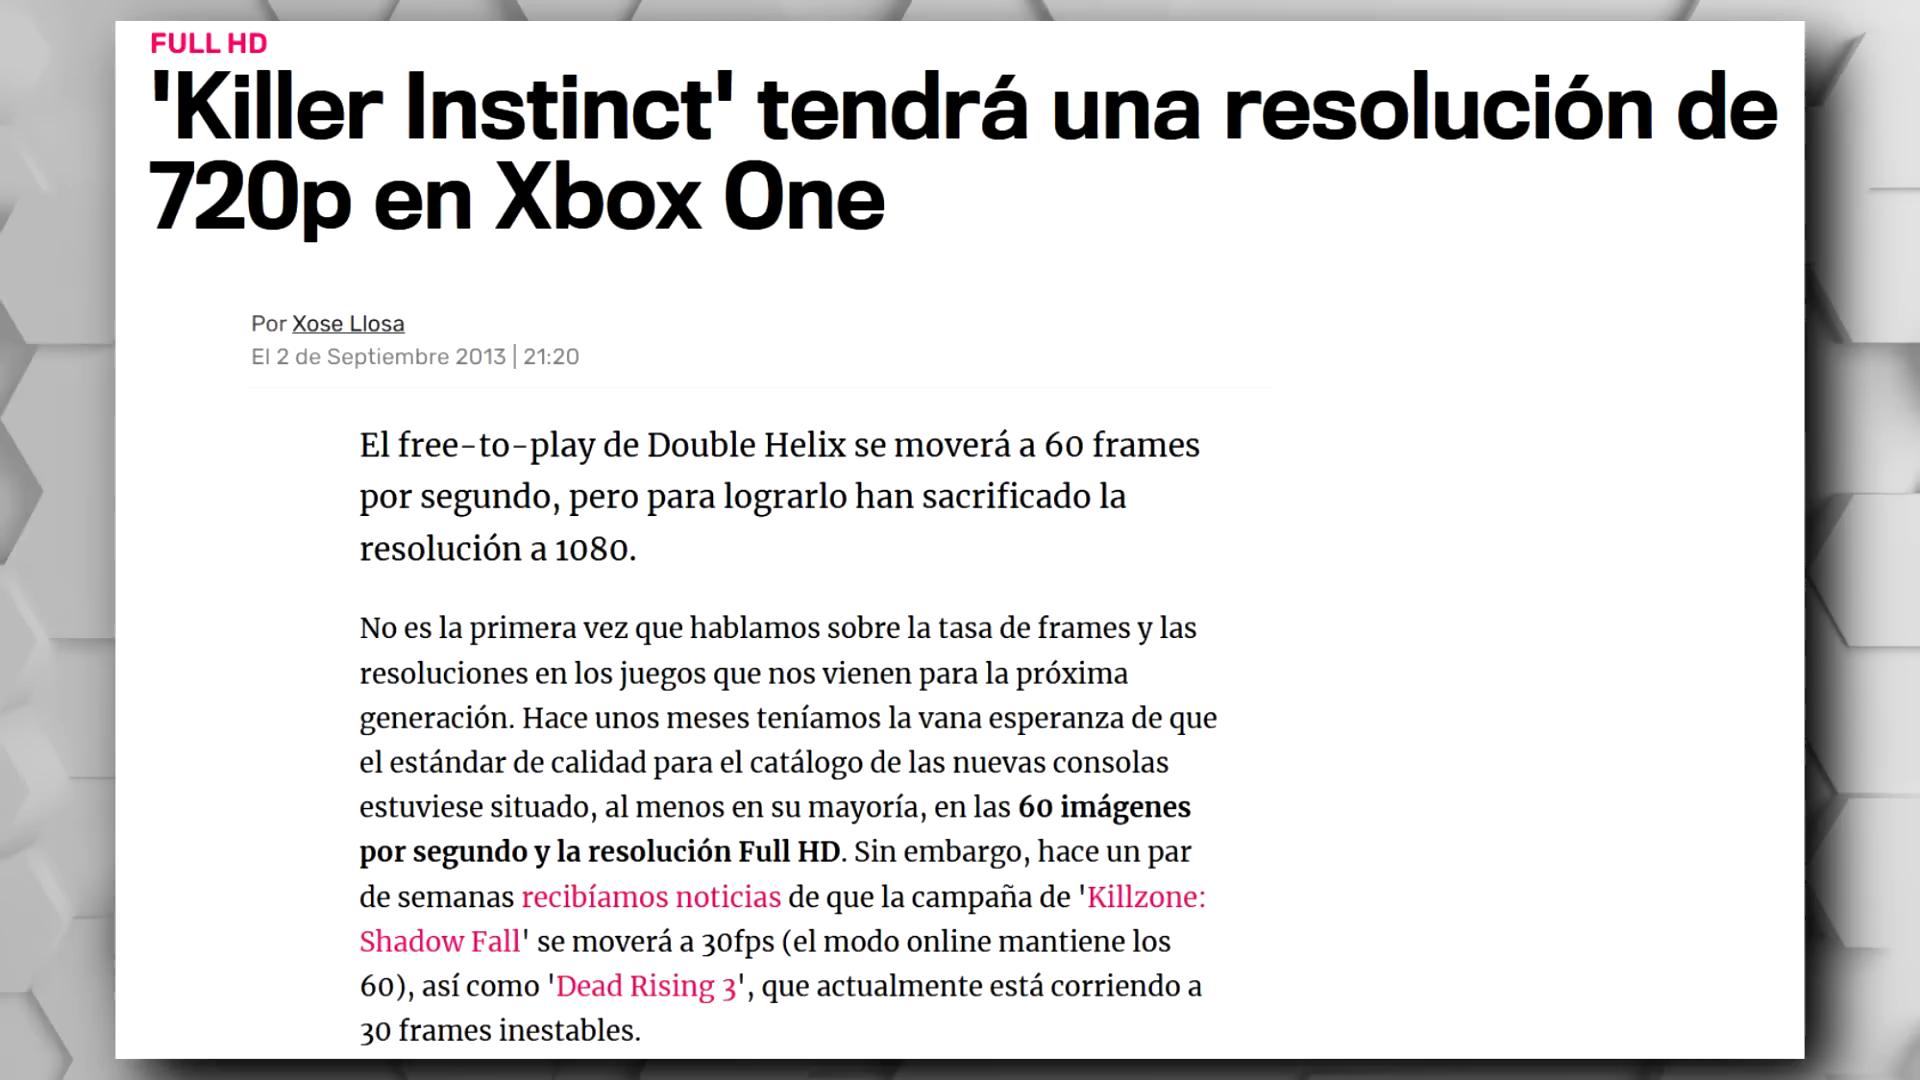 FULL HD
'Killer Instinct' tendrá una resolución de
720p en Xbox One
Por Xose Llosa
El 2 de Septiembre 2013 | 21:20
El free-to-play de Double Helix se moverá a 60 frames
por segundo, pero para lograrlo han sacrificado la
resolución a 1080.
No es la primera vez que hablamos sobre la tasa de frames y las
resoluciones en los juegos que nos vienen para la próxima
generación. Hace unos meses teníamos la vana esperanza de que
el estándar de calidad para el catálogo de las nuevas consolas
estuviese situado, al menos en su mayoría, en las 60 imágenes
por segundo y la resolución Full HD. Sin embargo, hace un par
de semanas recibíamos noticias de que la campaña de 'Killzone:
Shadow Fall' se moverá a 30fps (el modo online mantiene los
60), así como 'Dead Rising 3', que actualmente está corriendo a
30 frames inestables.